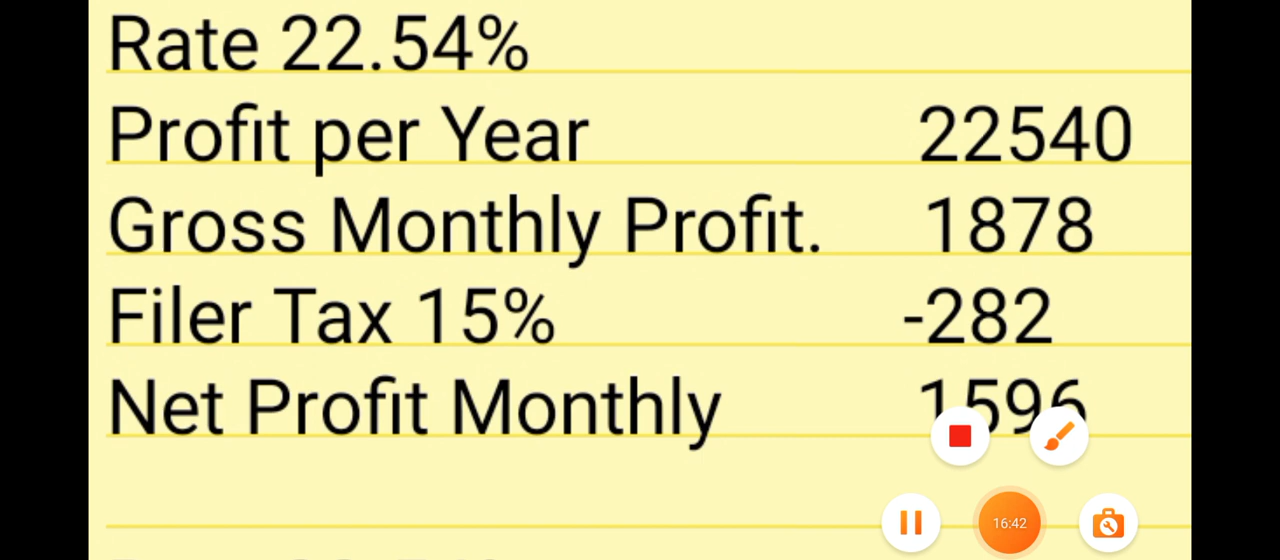 Rate 22.54%
Profit per Year 22540
Gross Monthly Profit. 1878
Filer Tax 15% -282
Net Profit Monthly 1596
16:42